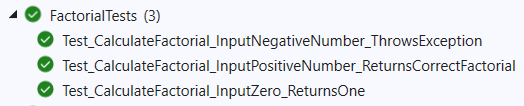 FactorialTests (3)
Test_CalculateFactorial_InputNegativeNumber_ThrowsException
Test_CalculateFactorial_InputPositiveNumber_ReturnsCorrectFactorial
Test_CalculateFactorial_InputZero_ReturnsOne